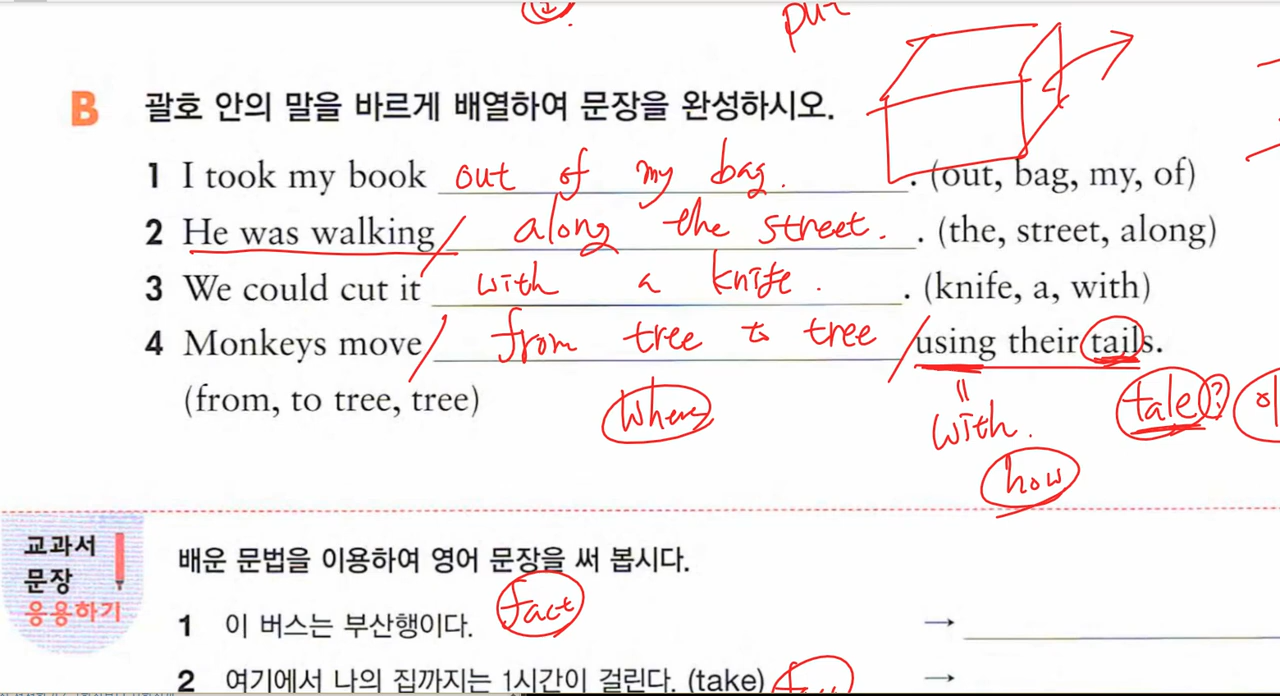 put
B 괄호 안의 말을 바르게 배열하여 문장을 완성하시오.
1 I took my book out of my bag. . (out, bag, my, of)
2 He was walking / along the street. . (the, street, along)
3 We could cut it with a knife. . (knife, a, with)
4 Monkeys move / from tree to tree / using their tails.
(from, to tree, tree) where = with. tale?
how
교과서
문장
응용하기
배운 문법을 이용하여 영어 문장을 써 봅시다.
1 이 버스는 부산행이다. fact →
2 여기에서 나의 집까지는 1시간이 걸린다. (take) →